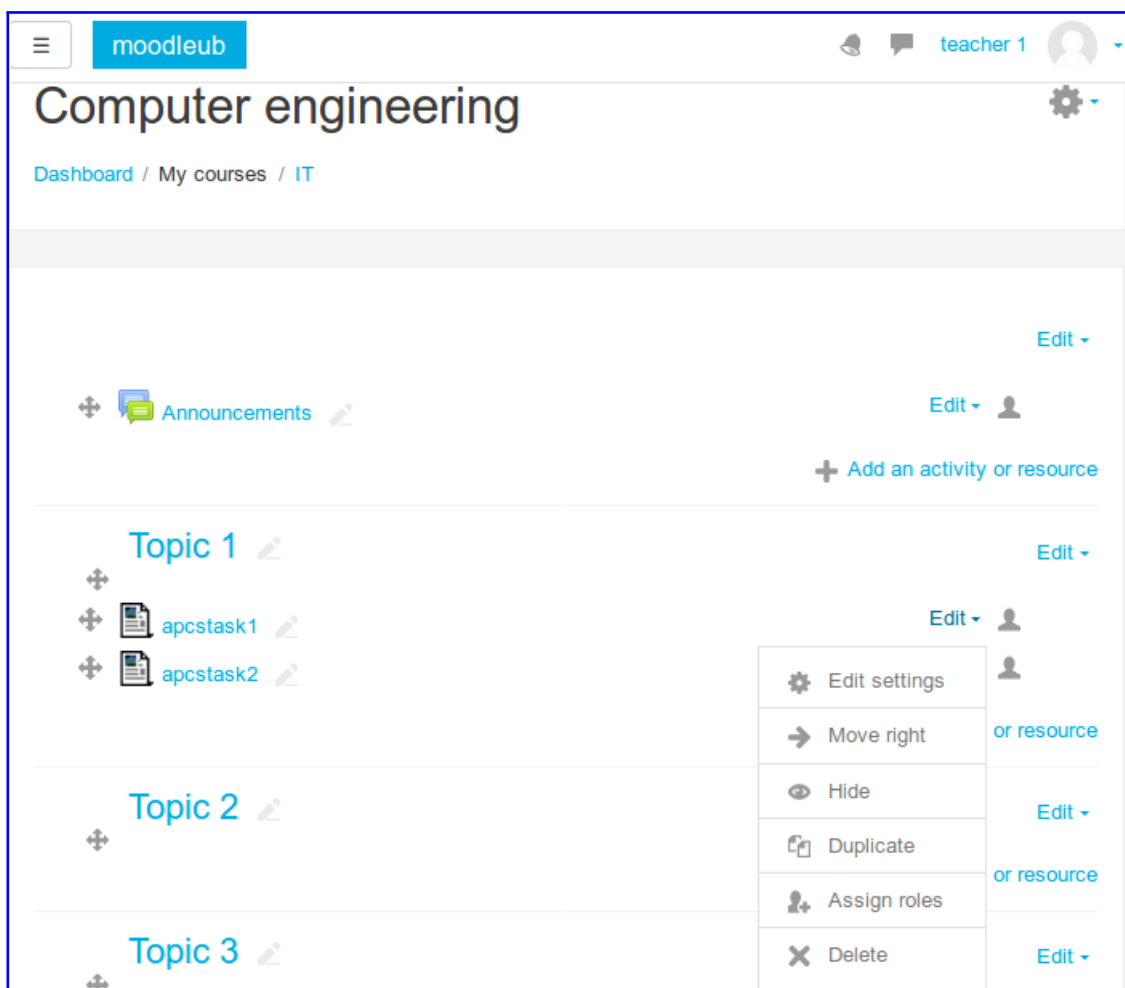 moodleub teacher 1
Computer engineering
Dashboard / My courses / IT
Edit
Announcements Edit
Add an activity or resource
Topic 1 Edit
apcstask1 Edit
apcstask2
Edit settings
Move right or resource
Hide
Topic 2 Edit
Duplicate
or resource
Assign roles
Topic 3 Delete Edit